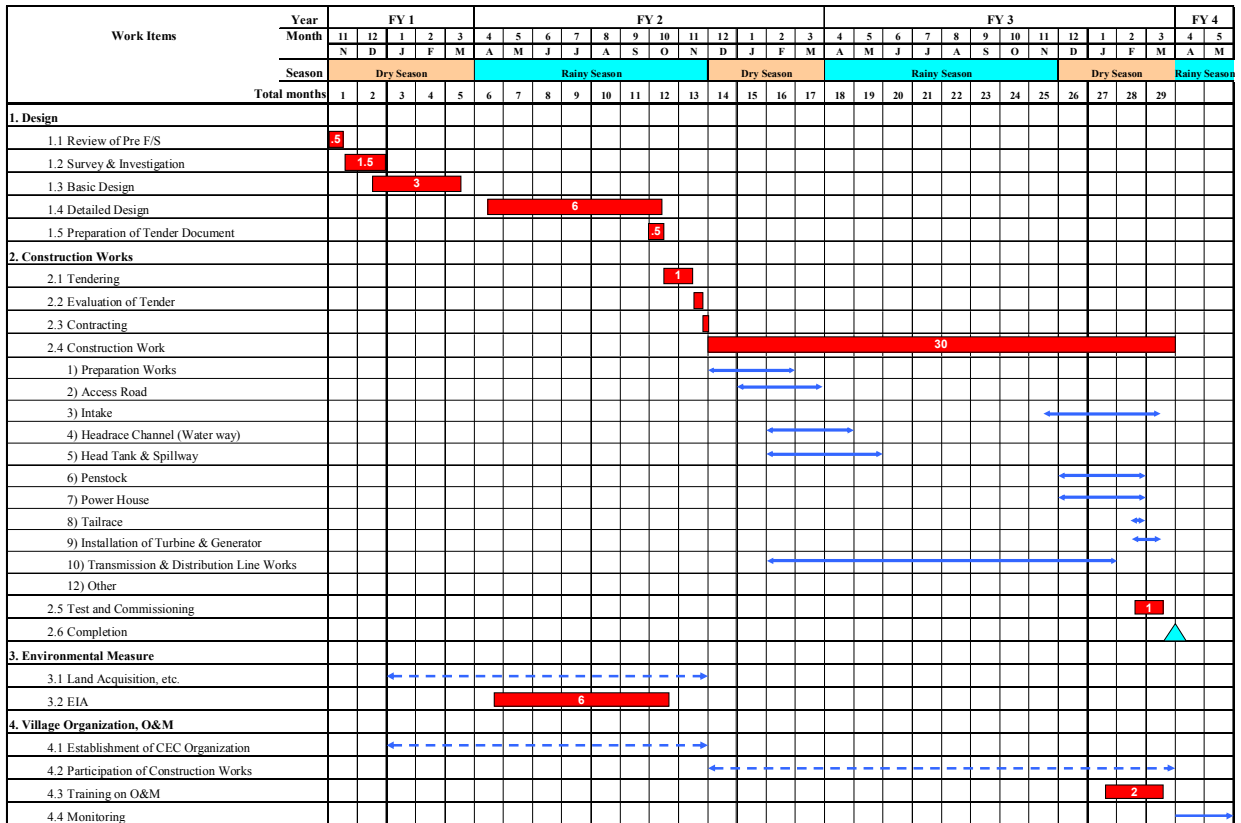 Year FY 1 FY 2 FY 3 FY 4
Work Items Month 11 12 1 2 3 4 5 6 7 8 9 10 11 12 1 2 3 4 5 6 7 8 9 10 11 12 1 2 3 4 5
N D J F M A M J J A S O N D J F M A M J J A S O N D J F M A M
Season Dry Season Rainy Season Dry Season Rainy Season Dry Season Rainy Season
Total months 1 2 3 4 5 6 7 8 9 10 11 12 13 14 15 16 17 18 19 20 21 22 23 24 25 26 27 28 29
1. Design
1.1 Review of Pre F/S .5
1.2 Survey & Investigation 1.5
1.3 Basic Design 3
1.4 Detailed Design 6
1.5 Preparation of Tender Document .5
2. Construction Works
2.1 Tendering 1
2.2 Evaluation of Tender
2.3 Contracting
2.4 Construction Work 30
1) Preparation Works
2) Access Road
3) Intake
4) Headrace Channel (Water way)
5) Head Tank & Spillway
6) Penstock
7) Power House
8) Tailrace
9) Installation of Turbine & Generator
10) Transmission & Distribution Line Works
12) Other
2.5 Test and Commissioning 1
2.6 Completion
3. Environmental Measure
3.1 Land Acquisition, etc.
3.2 EIA 6
4. Village Organization, O&M
4.1 Establishment of CEC Organization
4.2 Participation of Construction Works
4.3 Training on O&M 2
4.4 Monitoring